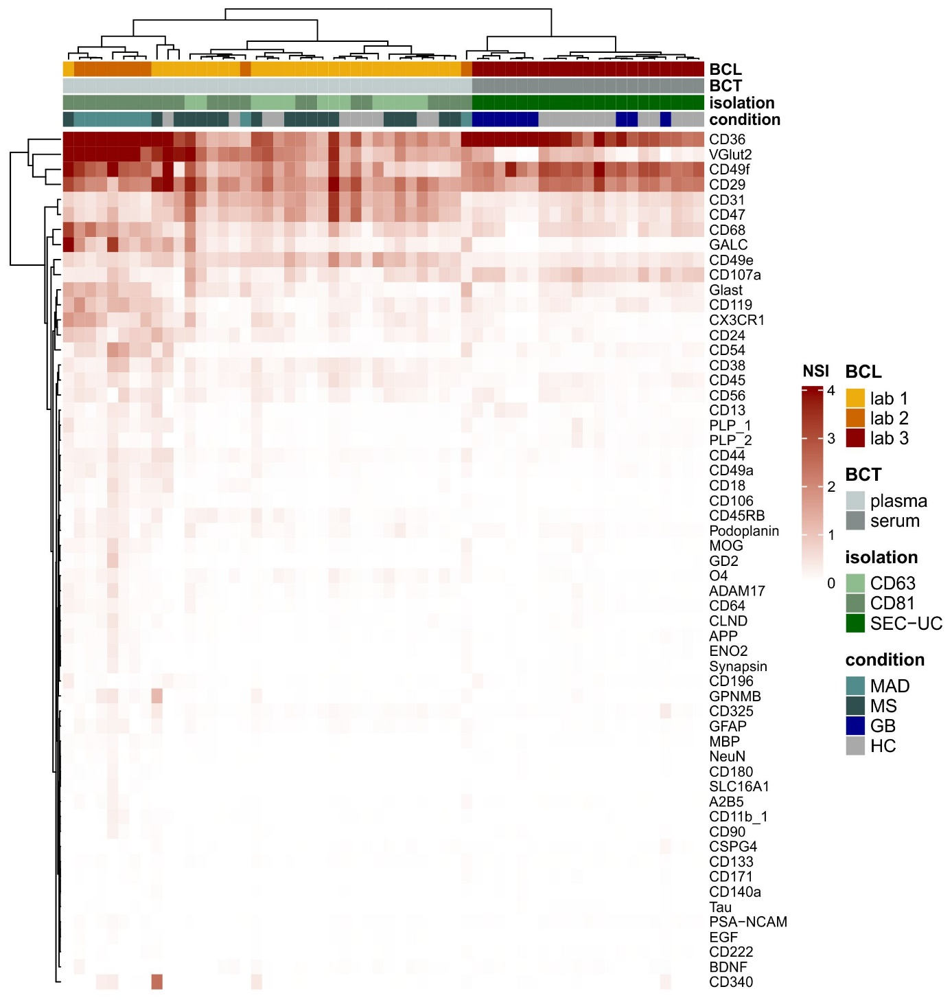 BCL
BCT
isolation
condition
CD36
VGlut2
CD49f
CD29
CD31
CD47
CD68
GALC
CD49e
CD107a
Glast
CD119
CX3CR1
CD24
CD54
CD38
CD45
CD56
CD13
PLP_1
PLP_2
CD44
CD49a
CD18
CD106
CD45RB
Podoplanin
MOG
GD2
O4
ADAM17
CD64
CLND
APP
ENO2
Synapsin
CD196
GPNMB
CD325
GFAP
MBP
NeuN
CD180
SLC16A1
A2B5
CD11b_1
CD90
CSPG4
CD133
CD171
CD140a
Tau
PSA−NCAM
EGF
CD222
BDNF
CD340
NSI
4
3
2
1
0
BCL
lab 1
lab 2
lab 3
BCT
plasma
serum
isolation
CD63
CD81
SEC−UC
condition
MAD
MS
GB
HC